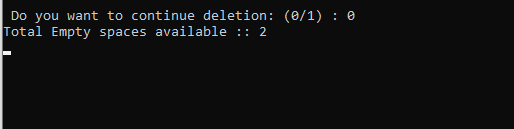 Do you want to continue deletion: (0/1) : 0
Total Empty spaces available :: 2